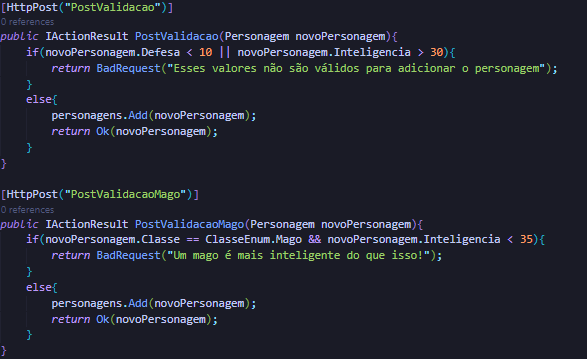 [HttpPost("PostValidacao")]
0 references
public IActionResult PostValidacao(Personagem novoPersonagem){
if(novoPersonagem.Defesa < 10 || novoPersonagem.Inteligencia > 30){
return BadRequest("Esses valores não são válidos para adicionar o personagem");
}
else{
personagens.Add(novoPersonagem);
return Ok(novoPersonagem);
}
}
[HttpPost("PostValidacaoMago")]
0 references
public IActionResult PostValidacaoMago(Personagem novoPersonagem){
if(novoPersonagem.Classe == ClasseEnum.Mago && novoPersonagem.Inteligencia < 35){
return BadRequest("Um mago é mais inteligente do que isso!");
}
else{
personagens.Add(novoPersonagem);
return Ok(novoPersonagem);
}
}